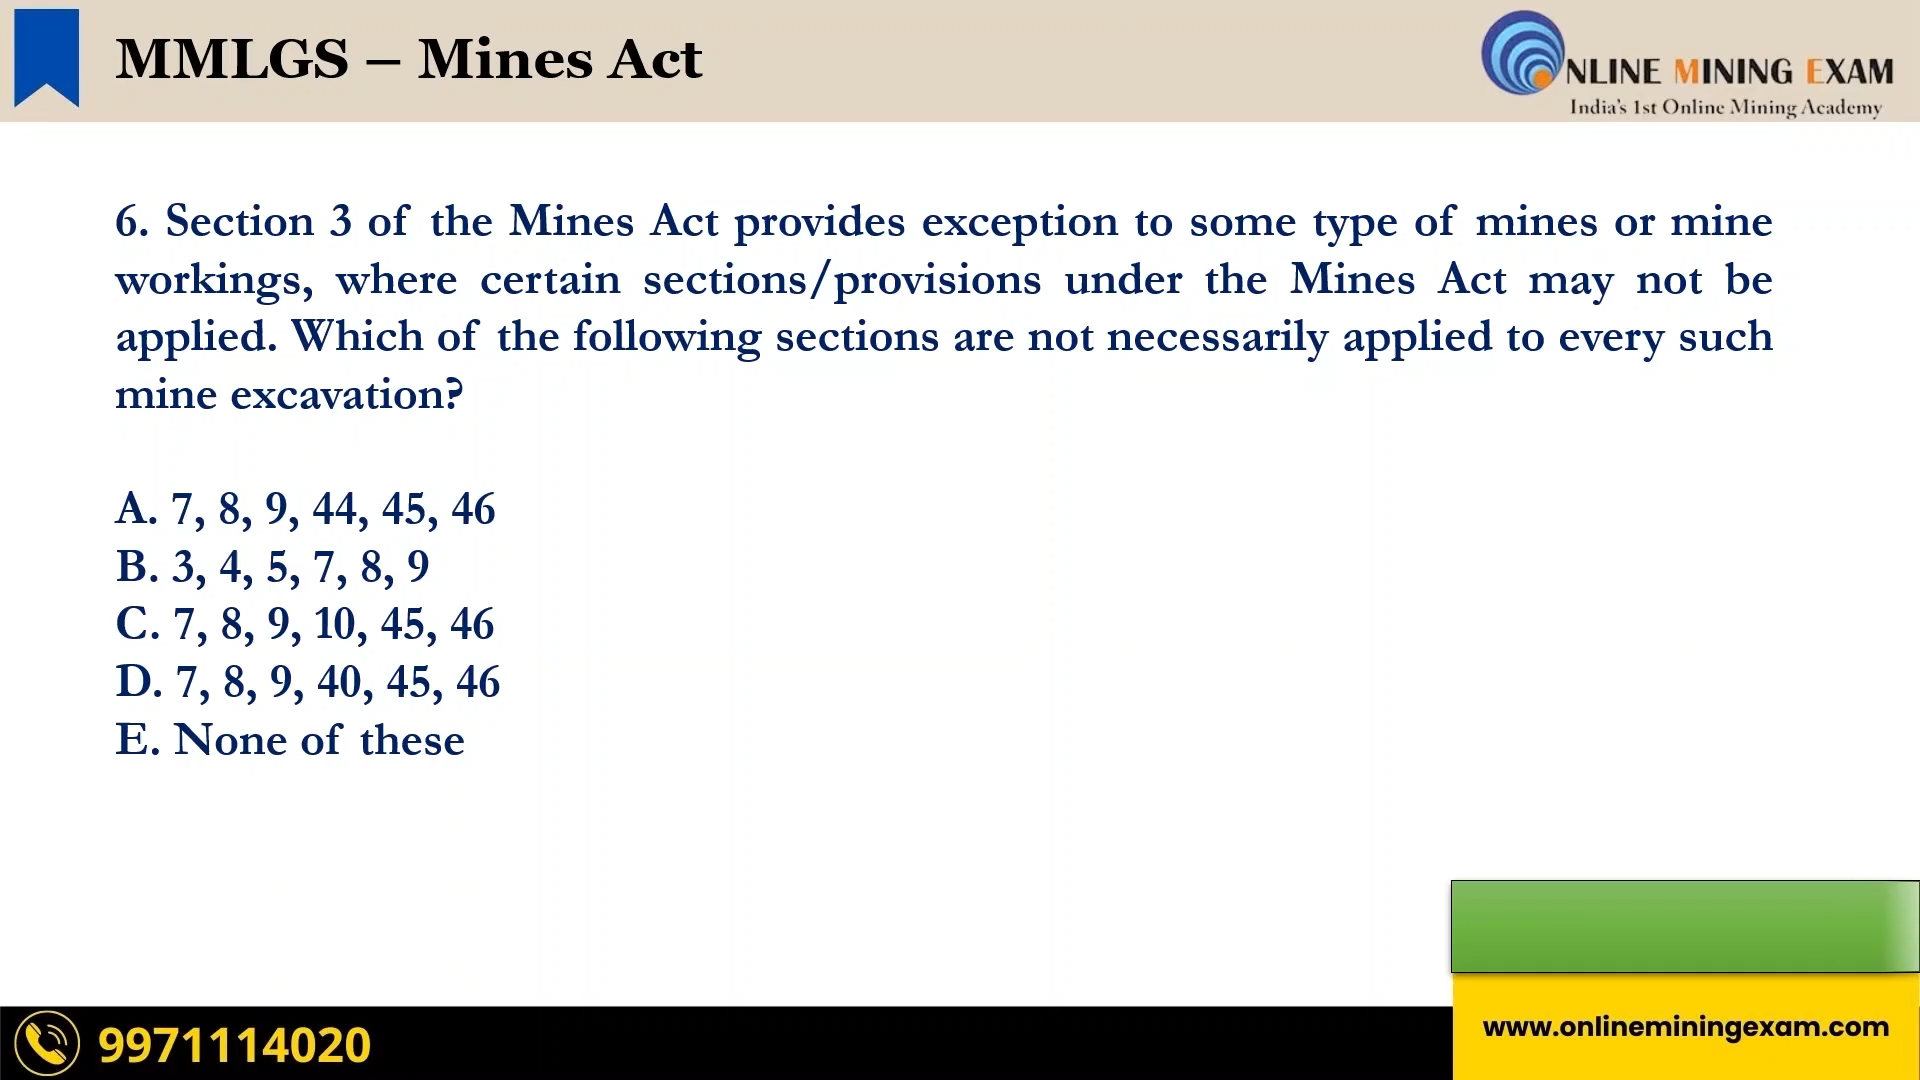 MMLGS – Mines Act
NLINE MINING EXAM
India's 1st Online Mining Academy
6. Section 3 of the Mines Act provides exception to some type of mines or mine
workings, where certain sections/provisions under the Mines Act may not be
applied. Which of the following sections are not necessarily applied to every such
mine excavation?
A. 7, 8, 9, 44, 45, 46
B. 3, 4, 5, 7, 8, 9
C. 7, 8, 9, 10, 45, 46
D. 7, 8, 9, 40, 45, 46
E. None of these
9971114020
www.onlineminingexam.com